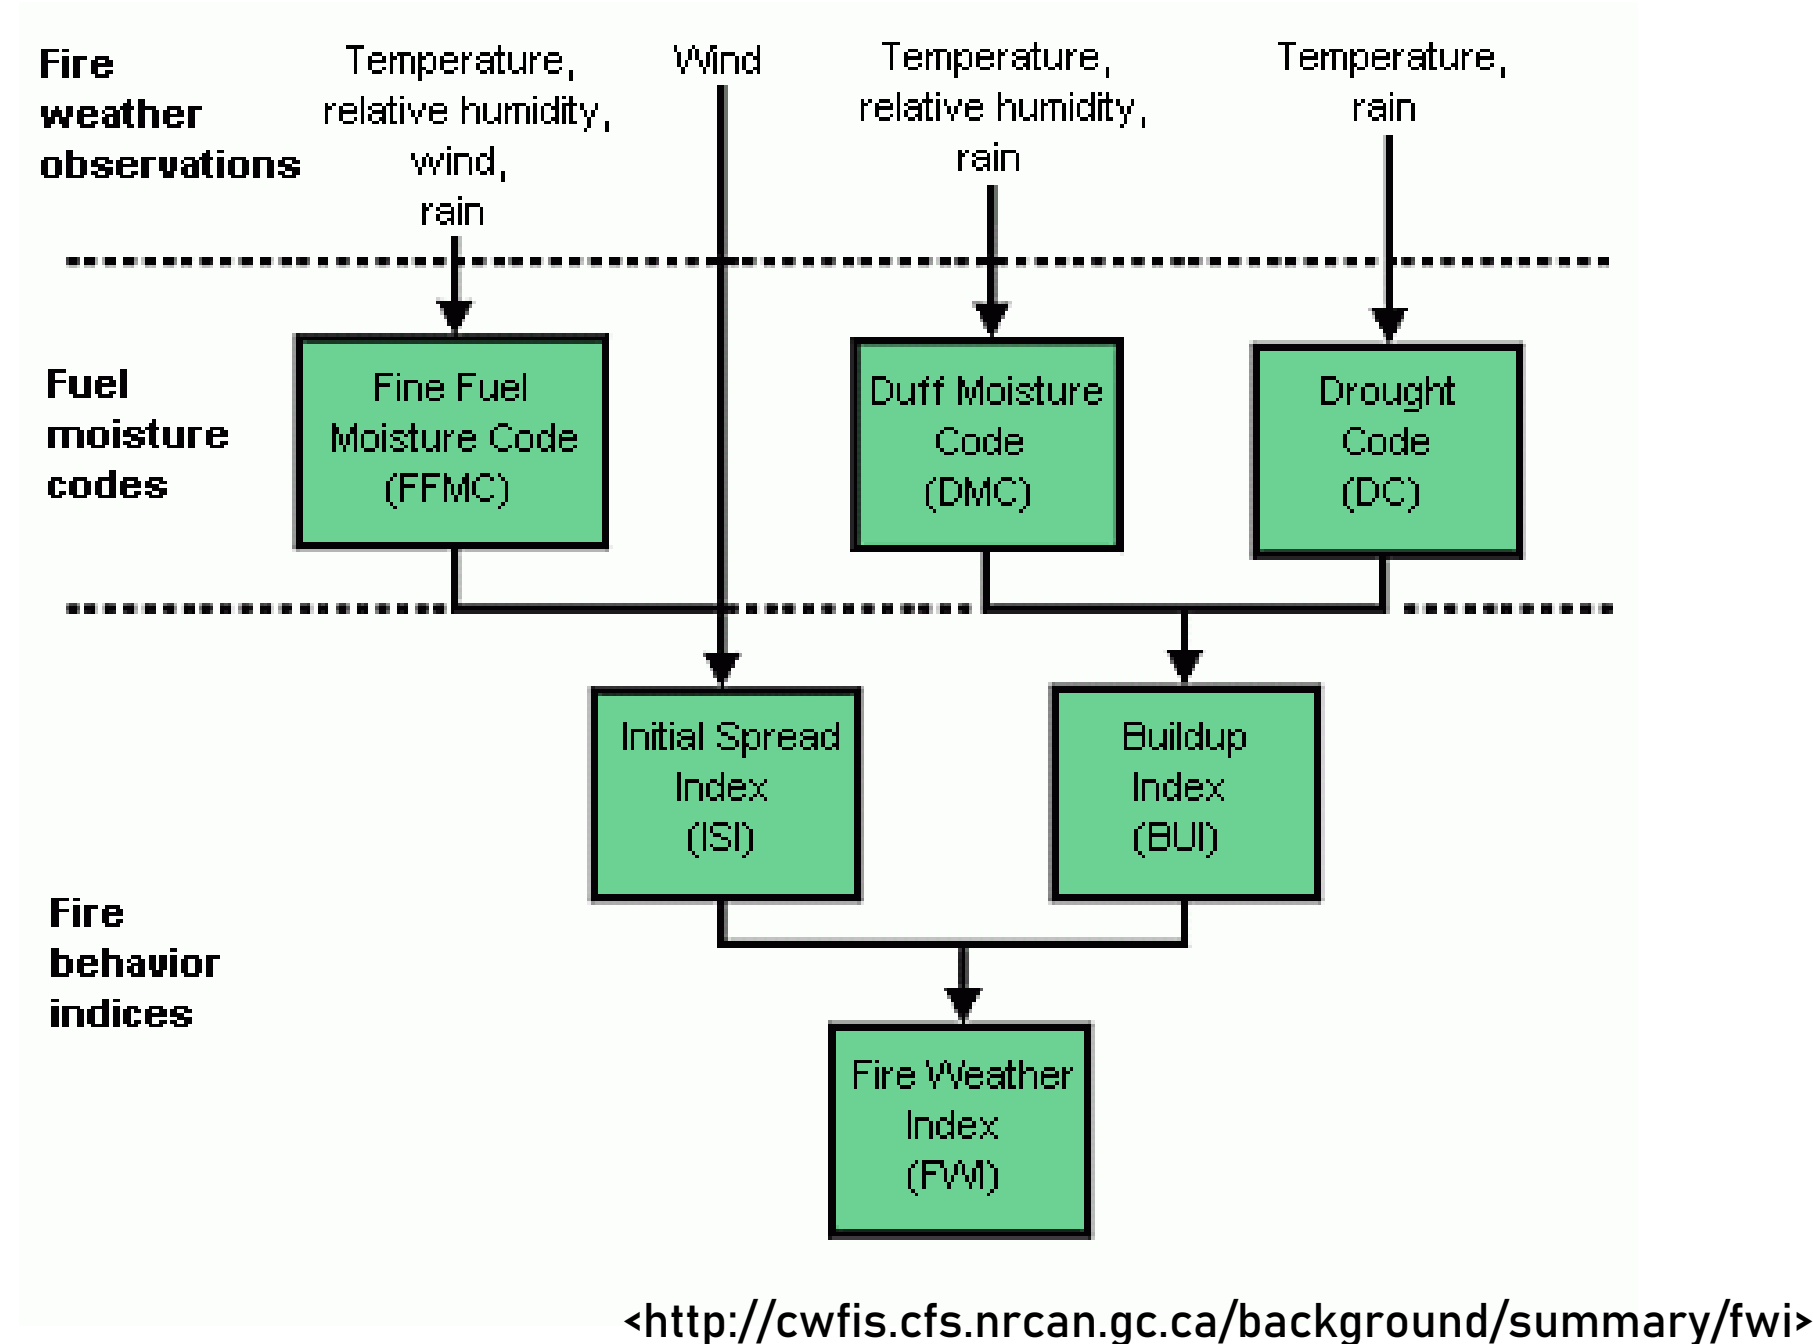 Fire
weather
observations
Temperature,
relative humidity,
wind,
rain
Wind
Temperature,
relative humidity,
rain
Temperature,
rain
Fuel
moisture
codes
Fine Fuel
Moisture Code
(FFMC)
Duff Moisture
Code
(DMC)
Drought
Code
(DC)
Fire
behavior
indices
Initial Spread
Index
(ISI)
Buildup
Index
(BUI)
Fire Weather
Index
(FWI)
<http://cwfis.cfs.nrcan.gc.ca/background/summary/fwi>